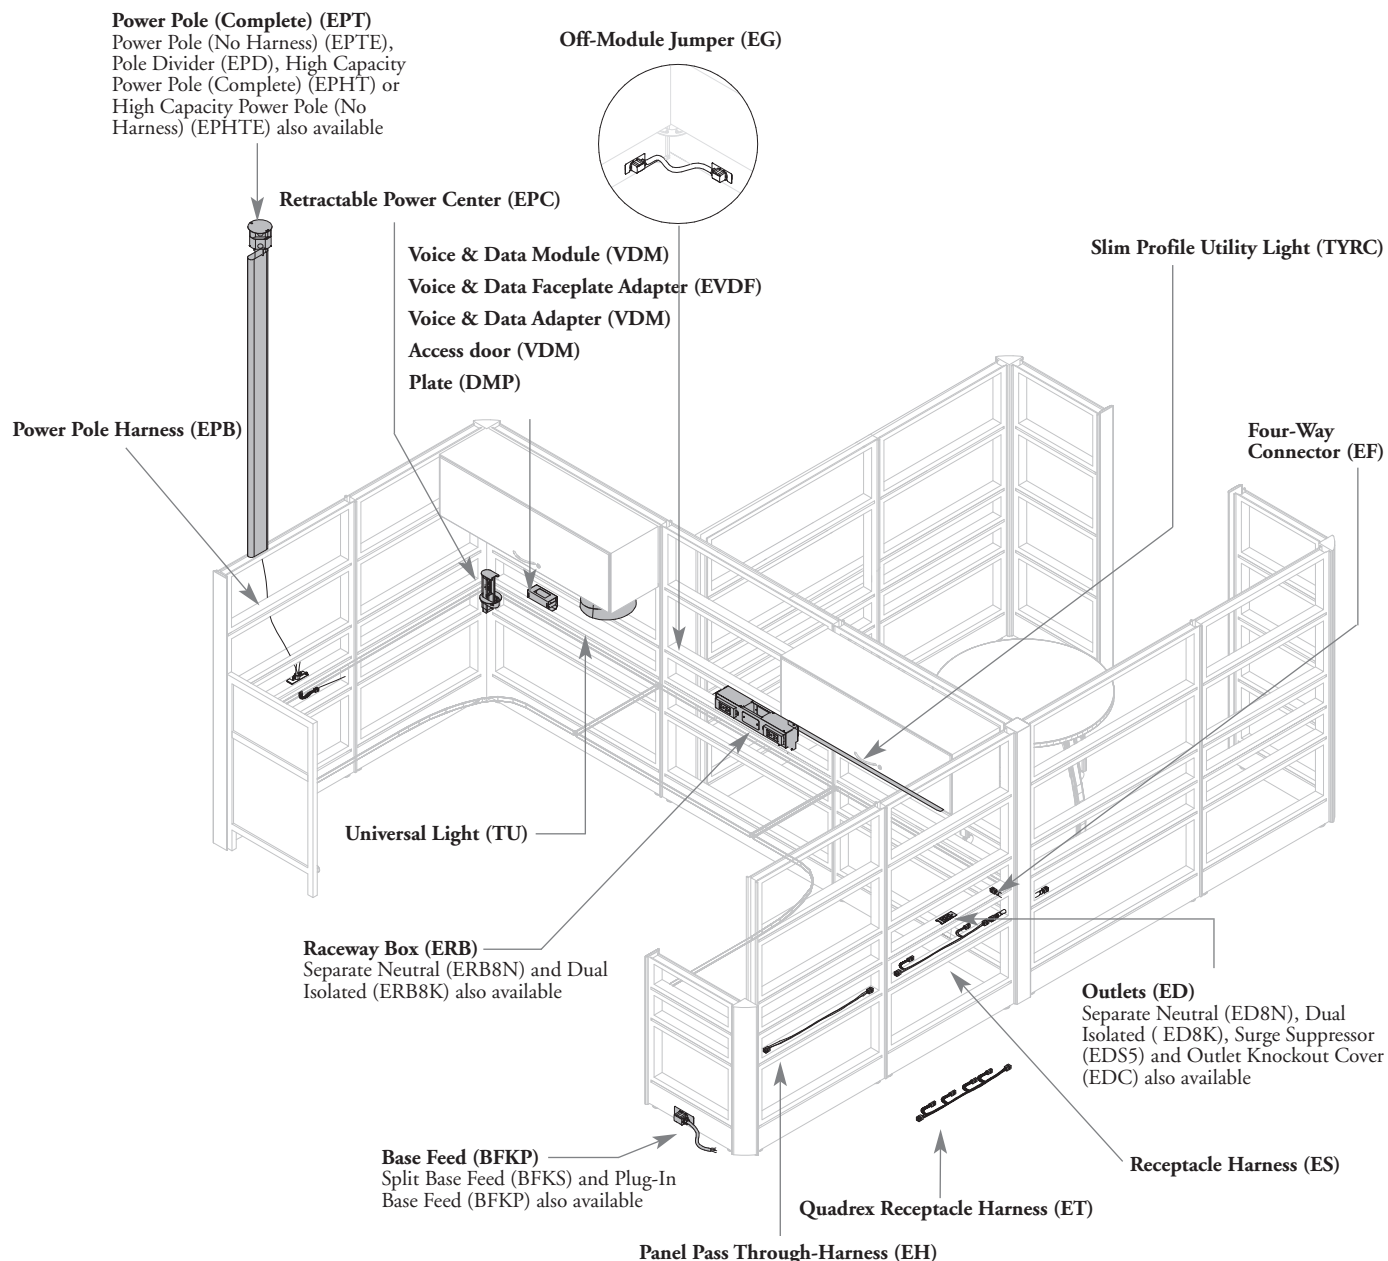 Power Pole (Complete) (EPT)
Power Pole (No Harness) (EPTE),
Pole Divider (EPD), High Capacity
Power Pole (Complete) (EPHT) or
High Capacity Power Pole (No
Harness) (EPHTE) also available
Off-Module Jumper (EG)
Retractable Power Center (EPC)
Voice & Data Module (VDM)
Voice & Data Faceplate Adapter (EVDF)
Voice & Data Adapter (VDM)
Access door (VDM)
Plate (DMP)
Slim Profile Utility Light (TYRC)
Power Pole Harness (EPB)
Four-Way
Connector (EF)
Universal Light (TU)
Raceway Box (ERB)
Separate Neutral (ERB8N) and Dual
Isolated (ERB8K) also available
Outlets (ED)
Separate Neutral (ED8N), Dual
Isolated ( ED8K), Surge Suppressor
(EDS5) and Outlet Knockout Cover
(EDC) also available
Base Feed (BFKP)
Split Base Feed (BFKS) and Plug-In
Base Feed (BFKP) also available
Receptacle Harness (ES)
Quadrex Receptacle Harness (ET)
Panel Pass Through-Harness (EH)